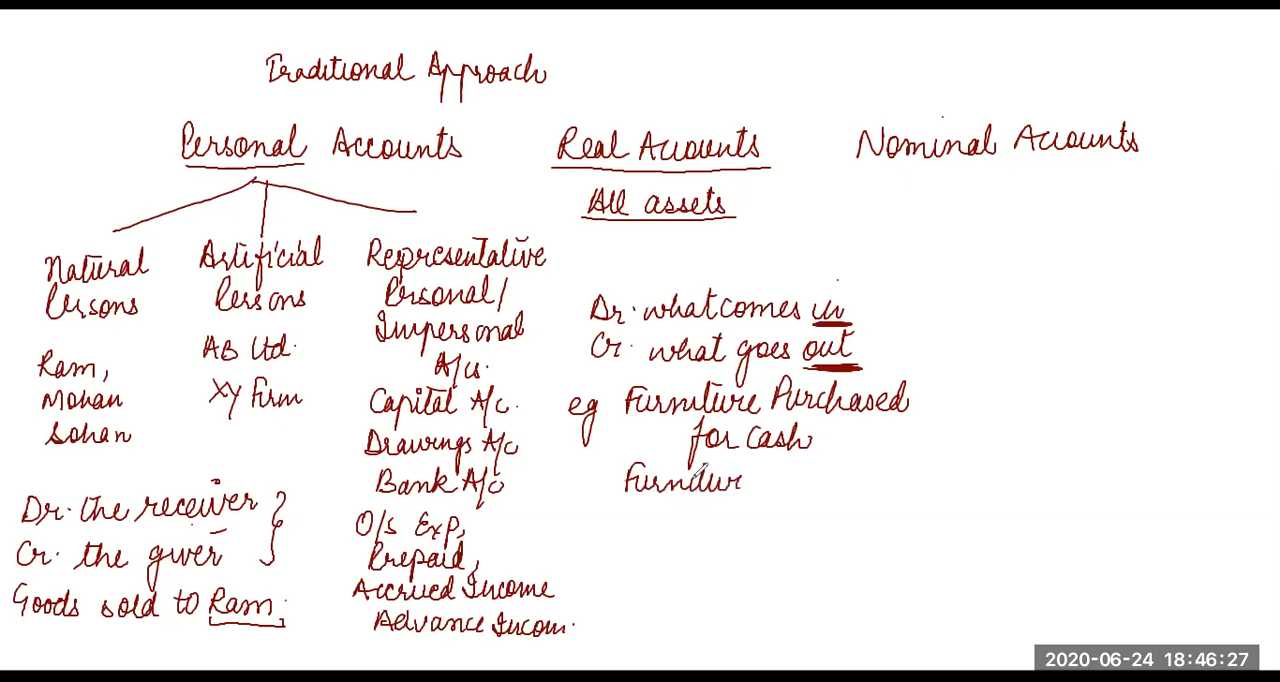 Traditional Approach
Personal Accounts
Real Accounts
Nominal Accounts
All assets
Natural
Persons
Ram,
Mohan
Sohan
Artificial
Persons
AB Ltd.
XY Firm
Representative
Personal/
Impersonal
A/cs.
Capital A/c.
Drawings A/c
Bank A/c
O/s Exp,
Prepaid,
Accrued Income
Advance Incom.
Dr. the receiver
Cr. the giver
Goods sold to Ram.
Dr. what comes in
Cr. what goes out
eg Furniture Purchased
for cash
Furnitur
2020-06-24 18:46:27